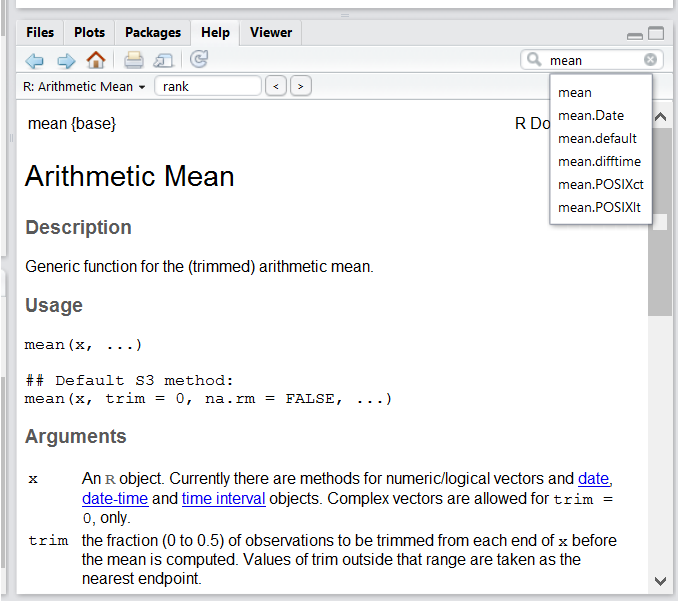 Files Plots Packages Help Viewer
mean
R: Arithmetic Mean rank < >
mean
mean.Date
mean.default
mean.difftime
mean.POSIXct
mean.POSIXlt
mean {base} R Do
Arithmetic Mean
Description
Generic function for the (trimmed) arithmetic mean.
Usage
mean(x, ...)
## Default S3 method:
mean(x, trim = 0, na.rm = FALSE, ...)
Arguments
x An R object. Currently there are methods for numeric/logical vectors and date,
date-time and time interval objects. Complex vectors are allowed for trim =
0, only.
trim the fraction (0 to 0.5) of observations to be trimmed from each end of x before
the mean is computed. Values of trim outside that range are taken as the
nearest endpoint.